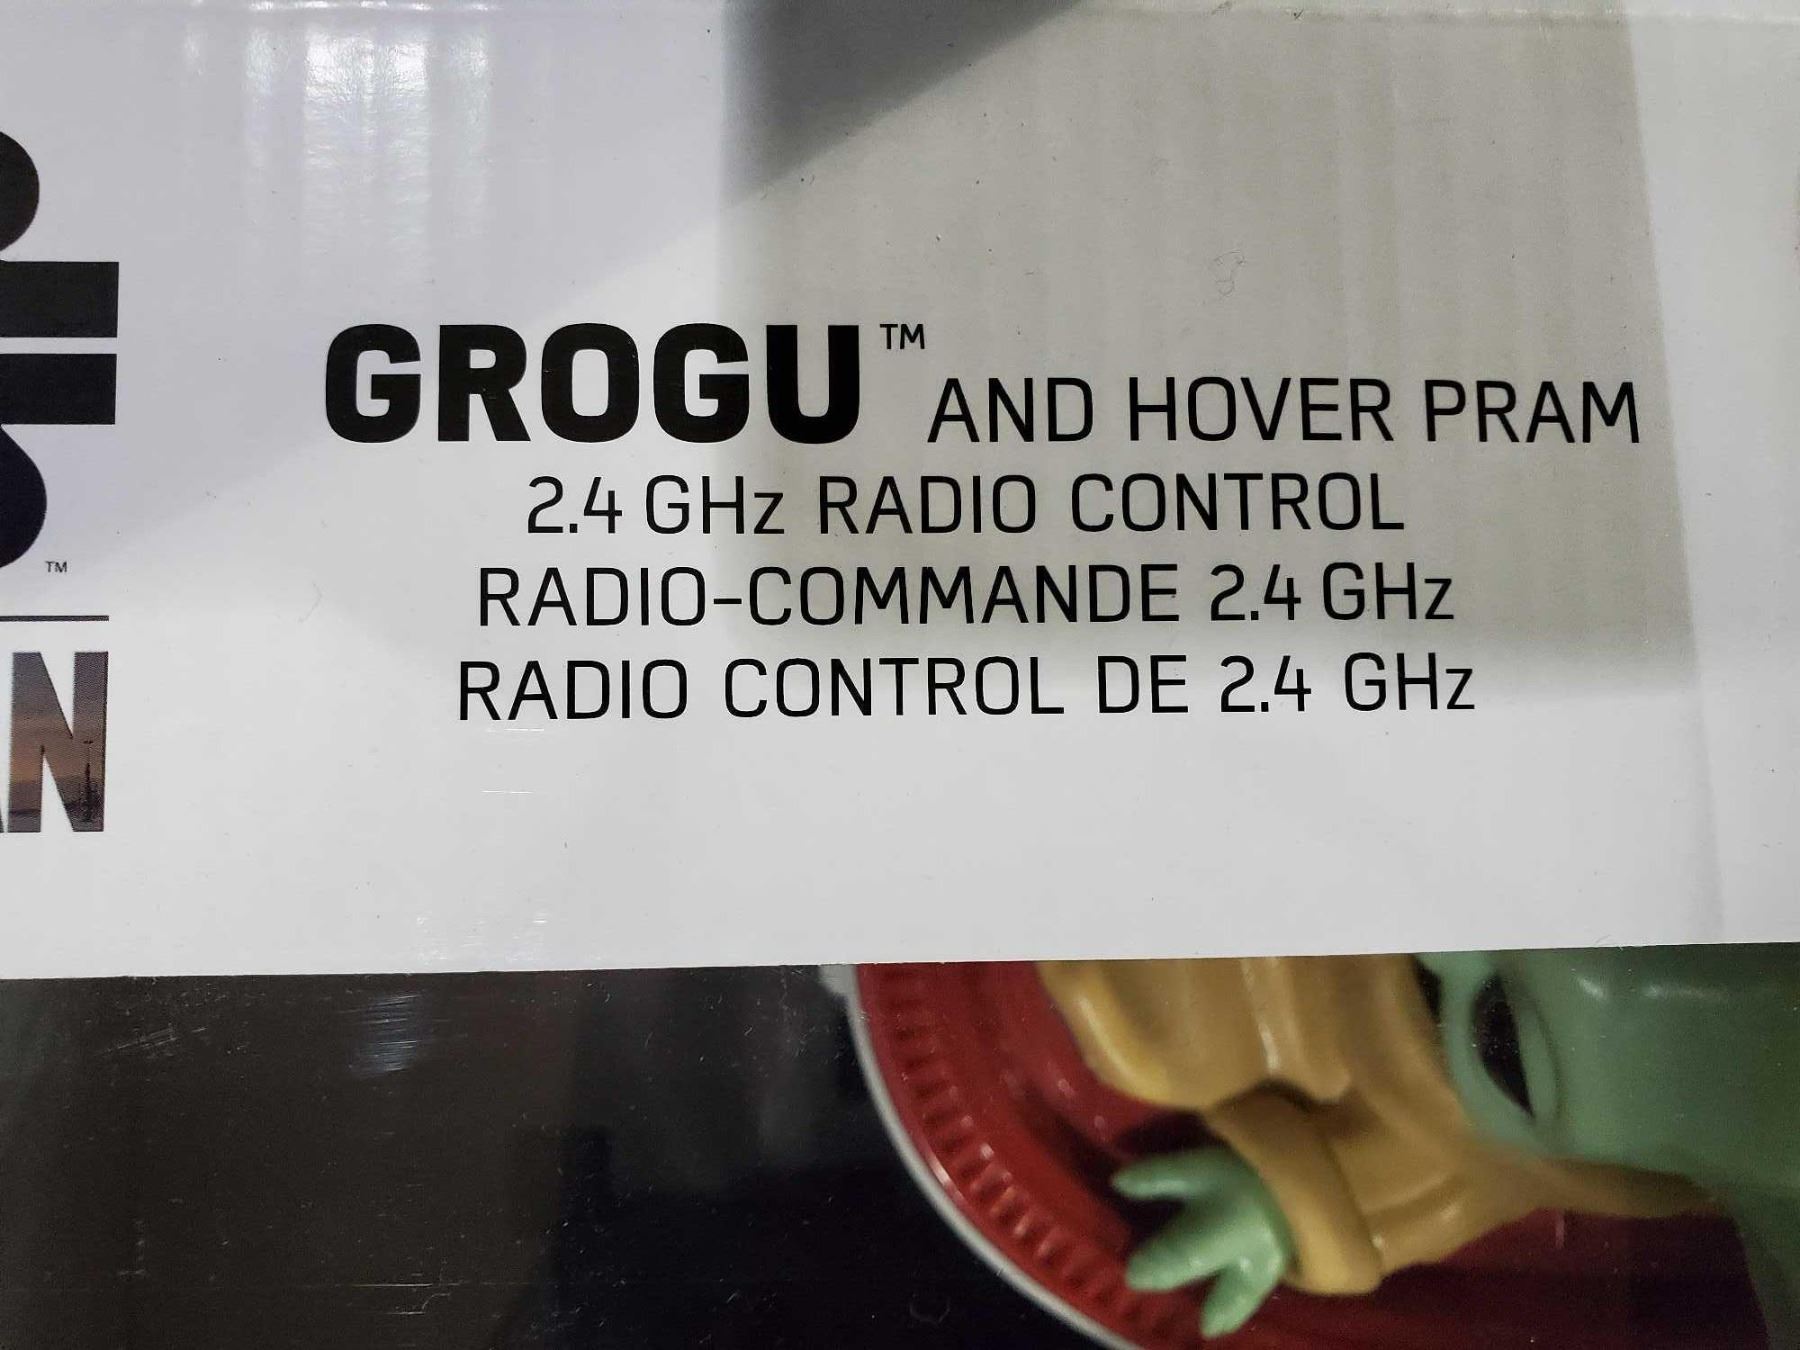 GROGU™ AND HOVER PRAM
2.4 GHz RADIO CONTROL
RADIO-COMMANDE 2.4 GHz
RADIO CONTROL DE 2.4 GHz
™